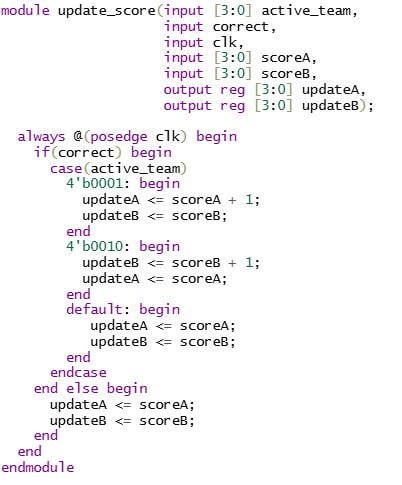 module update_score(input [3:0] active_team,
                    input correct,
                    input clk,
                    input [3:0] scoreA,
                    input [3:0] scoreB,
                    output reg [3:0] updateA,
                    output reg [3:0] updateB);
  always @(posedge clk) begin
    if(correct) begin
      case(active_team)
        4'b0001: begin
          updateA <= scoreA + 1;
          updateB <= scoreB;
        end
        4'b0010: begin
          updateB <= scoreB + 1;
          updateA <= scoreA;
        end
        default: begin
           updateA <= scoreA;
           updateB <= scoreB;
        end
      endcase
    end else begin
      updateA <= scoreA;
      updateB <= scoreB;
    end
  end
endmodule